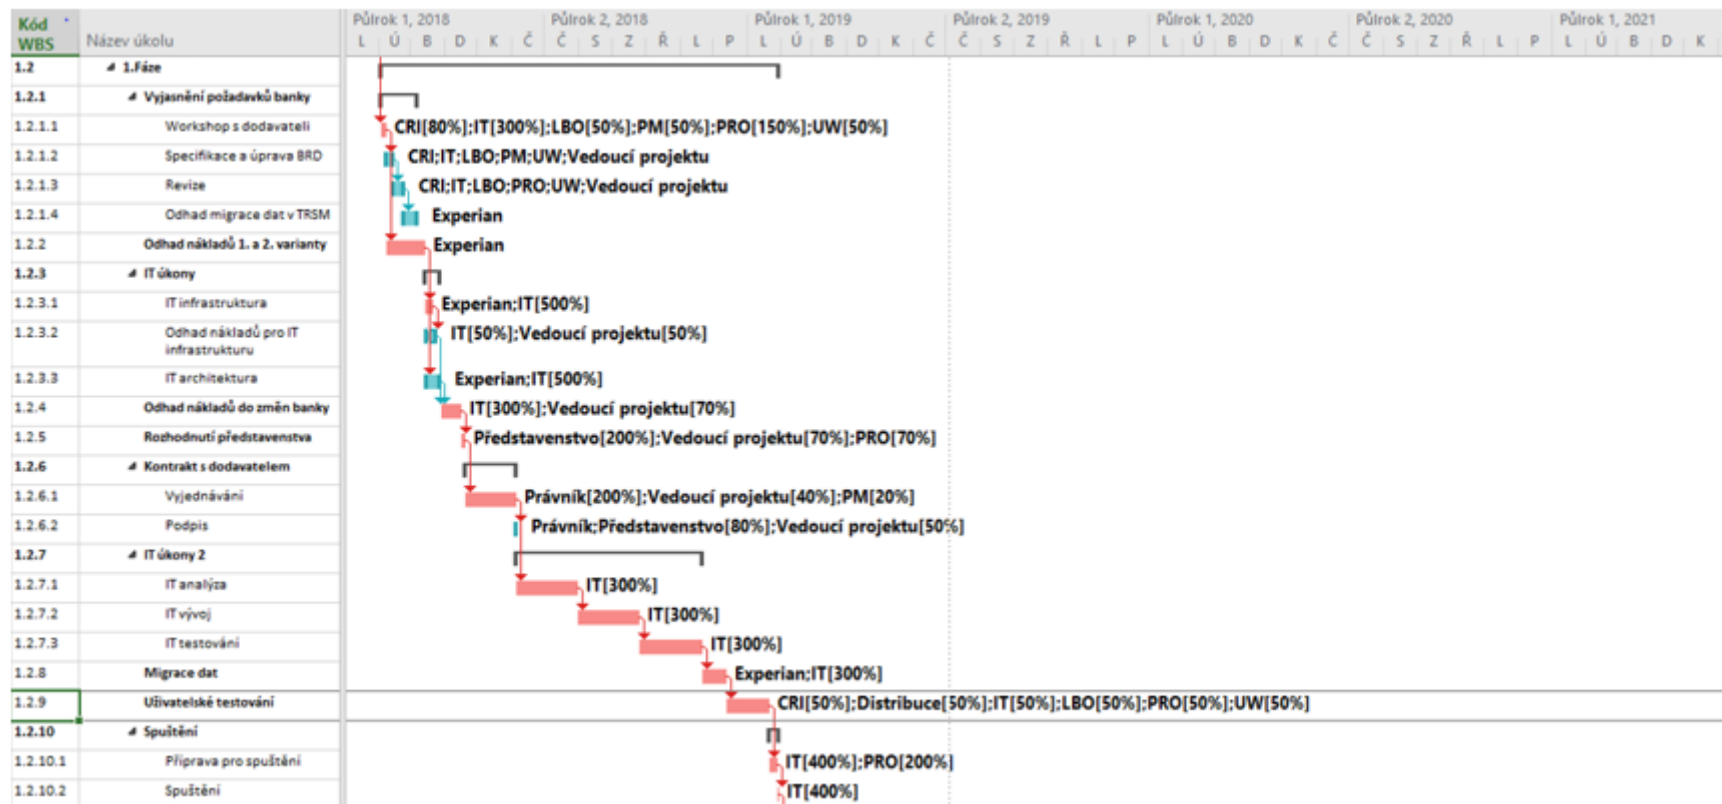 Kód WBS
Název úkolu
Půlrok 1, 2018 Půlrok 2, 2018 Půlrok 1, 2019 Půlrok 2, 2019 Půlrok 1, 2020 Půlrok 2, 2020 Půlrok 1, 2021
L Ú B D K Č Č S Z Ř L P L Ú B D K Č Č S Z Ř L P L Ú B D K Č Č S Z Ř L P L Ú B D K
1.2 1.Fáze
1.2.1 Vyjasnění požadavků banky
1.2.1.1 Workshop s dodavateli CRI[80%];IT[300%];LBO[50%];PM[50%];PRO[150%];UW[50%]
1.2.1.2 Specifikace a úprava BRD CRI;IT;LBO;PM;UW;Vedoucí projektu
1.2.1.3 Revize CRI;IT;LBO;PRO;UW;Vedoucí projektu
1.2.1.4 Odhad migrace dat v TRSM Experian
1.2.2 Odhad nákladů 1. a 2. varianty Experian
1.2.3 IT úkony
1.2.3.1 IT infrastruktura Experian;IT[500%]
1.2.3.2 Odhad nákladů pro IT IT[50%];Vedoucí projektu[50%]
infrastrukturu
1.2.3.3 IT architektura Experian;IT[500%]
1.2.4 Odhad nákladů do změn banky IT[300%];Vedoucí projektu[70%]
1.2.5 Rozhodnutí představenstva Představenstvo[200%];Vedoucí projektu[70%];PRO[70%]
1.2.6 Kontrakt s dodavatelem
1.2.6.1 Vyjednávání Právník[200%];Vedoucí projektu[40%];PM[20%]
1.2.6.2 Podpis Právník;Představenstvo[80%];Vedoucí projektu[50%]
1.2.7 IT úkony 2
1.2.7.1 IT analýza IT[300%]
1.2.7.2 IT vývoj IT[300%]
1.2.7.3 IT testování IT[300%]
1.2.8 Migrace dat Experian;IT[300%]
1.2.9 Uživatelské testování CRI[50%];Distribuce[50%];IT[50%];LBO[50%];PRO[50%];UW[50%]
1.2.10 Spuštění
1.2.10.1 Příprava pro spuštění IT[400%];PRO[200%]
1.2.10.2 Spuštění IT[400%]